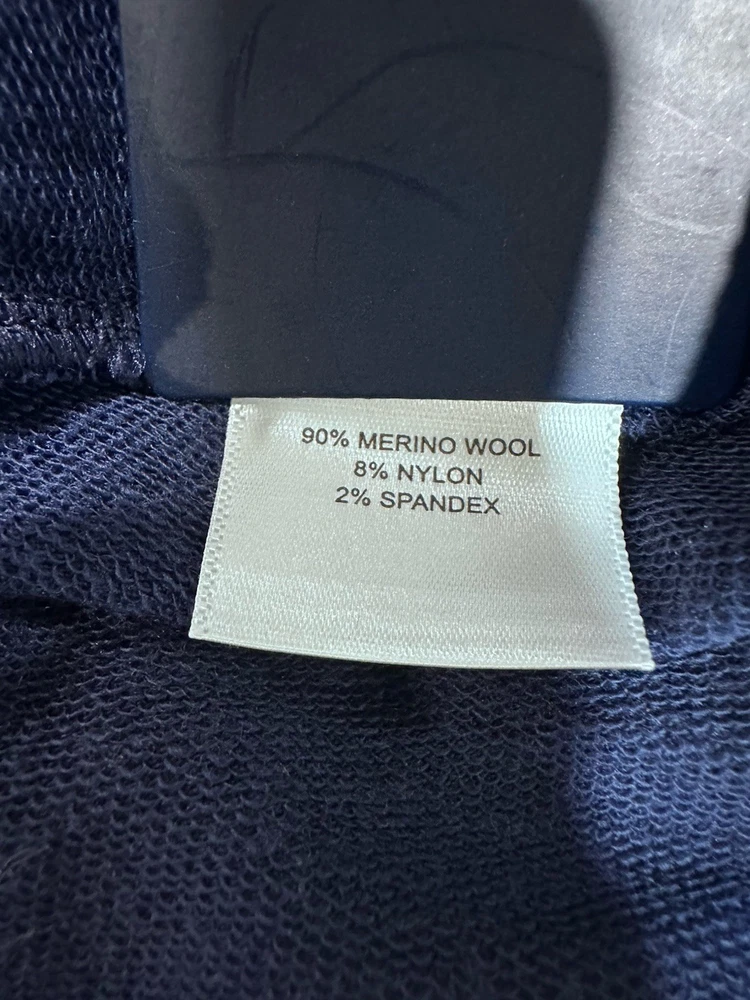 90% MERINO WOOL
8% NYLON
2% SPANDEX